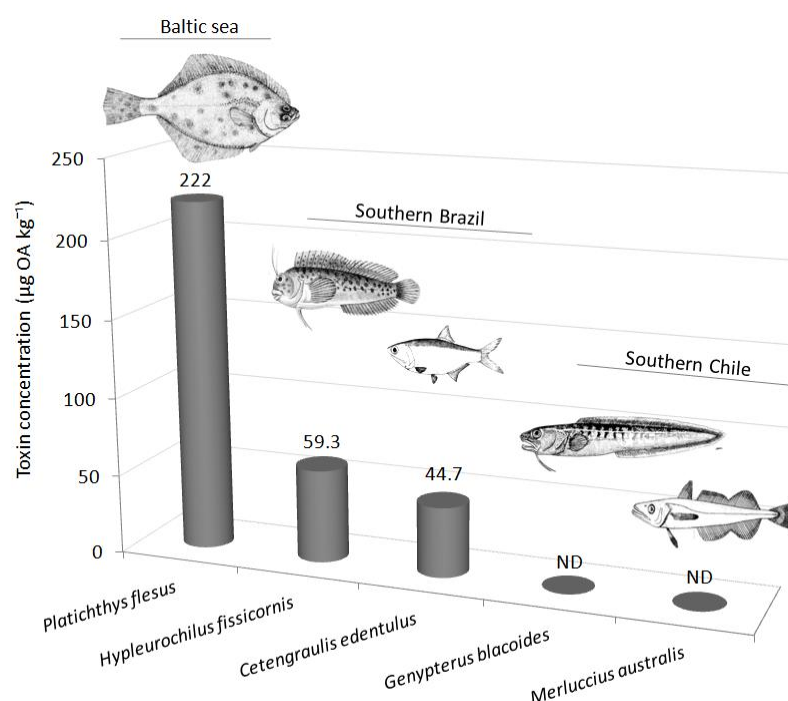 Baltic sea
250
222
200
Southern Brazil
150
Southern Chile
100
59.3
50
44.7
0
ND
ND
Toxin concentration (µg OA kg⁻¹)
Platichthys flesus
Hypleurochilus fissicornis
Cetengraulis edentulus
Genypterus blacoides
Merluccius australis